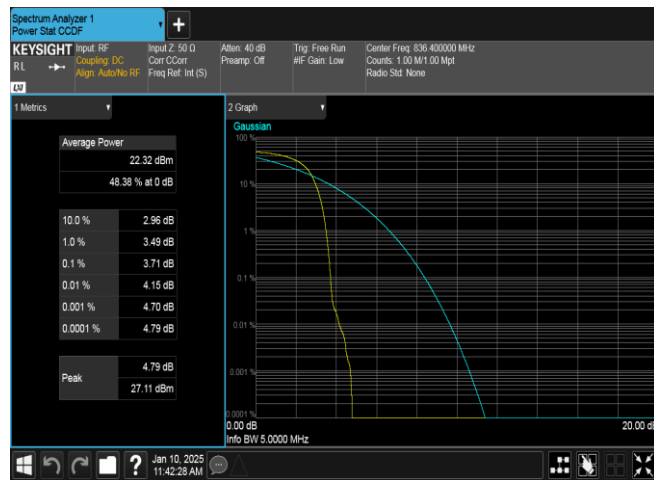 Spectrum Analyzer 1
Power Stat CCDF
+
KEYSIGHT
RL
LXI
Input: RF
Coupling: DC
Align: Auto/No RF
Input Z: 50 Ω
Corr CCorr
Freq Ref: Int (S)
Atten: 40 dB
Preamp: Off
Trig: Free Run
#IF Gain: Low
Center Freq: 836.400000 MHz
Counts: 1.00 M/1.00 Mpt
Radio Std: None
1 Metrics
Average Power
22.32 dBm
48.38 % at 0 dB
10.0 % 2.96 dB
1.0 % 3.49 dB
0.1 % 3.71 dB
0.01 % 4.15 dB
0.001 % 4.70 dB
0.0001 % 4.79 dB
Peak
4.79 dB
27.11 dBm
2 Graph
Gaussian
100 %
10 %
1 %
0.1 %
0.01 %
0.001 %
0.0001 %
0.00 dB 20.00 dB
Info BW 5.0000 MHz
?
Jan 10, 2025
11:42:28 AM